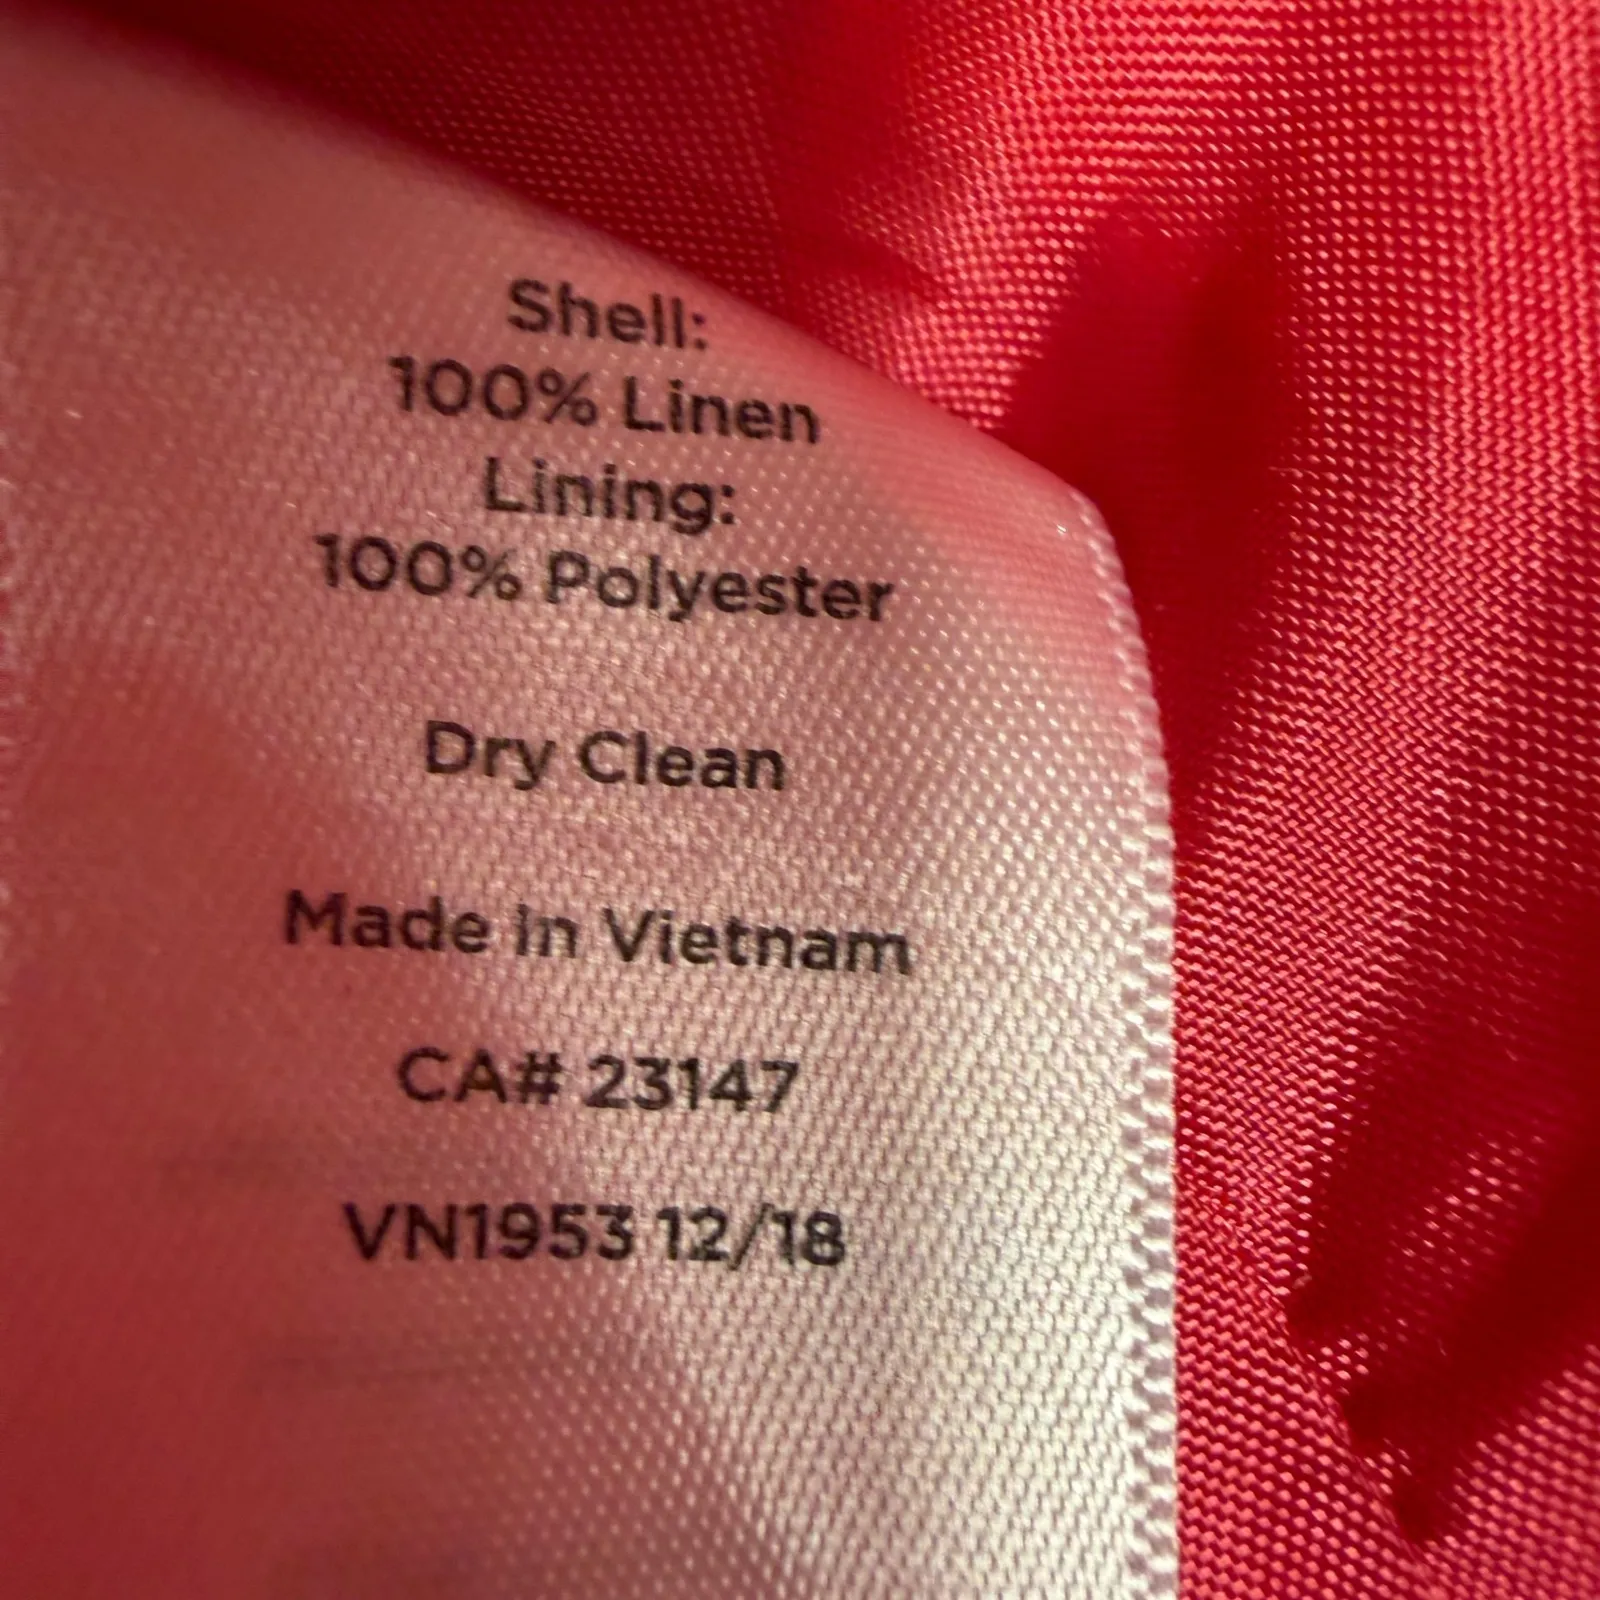 Shell:
100% Linen
Lining:
100% Polyester
Dry Clean
Made in Vietnam
CA# 23147
VN1953 12/18